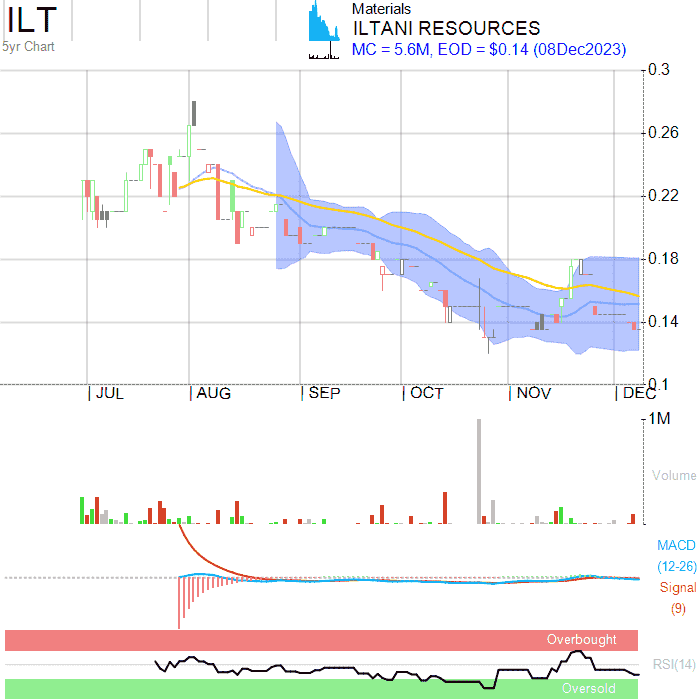 ILT
5yr Chart
Materials
ILTANI RESOURCES
MC = 5.6M, EOD = $0.14 (08Dec2023)
0.3
0.26
0.22
0.18
0.14
0.1
JUL
AUG
SEP
OCT
NOV
DEC
1M
Volume
MACD
(12-26)
Signal
(9)
Overbought
RSI(14)
Oversold